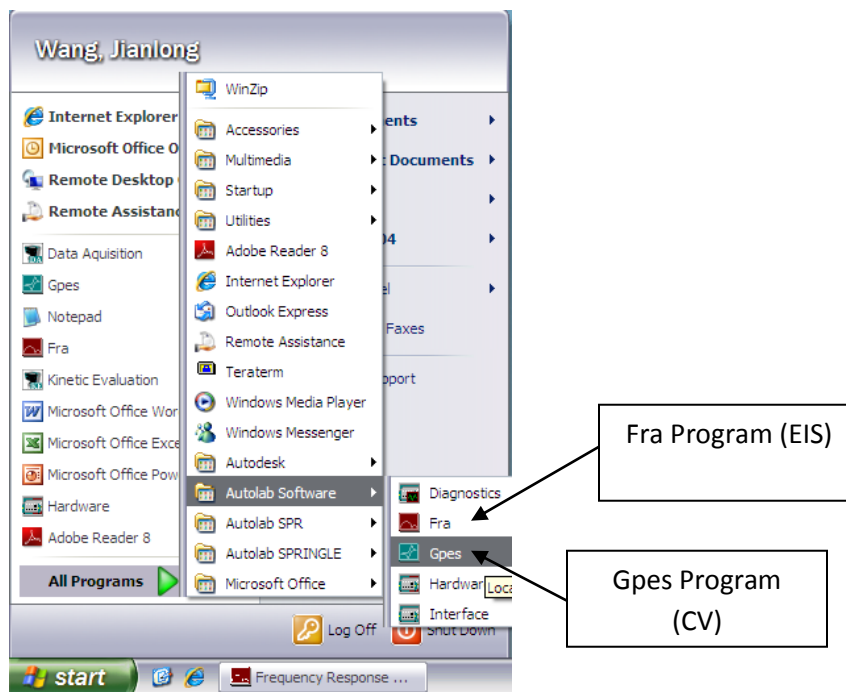 Wang, Jianlong
Internet Explorer
Microsoft Office O
Remote Desktop
Remote Assistanc
Data Aquisition
Gpes
Notepad
Fra
Kinetic Evaluation
Microsoft Office Wor
Microsoft Office Exce
Microsoft Office Pow
Hardware
Adobe Reader 8
All Programs
WinZip
Accessories
Multimedia
Startup
Utilities
Adobe Reader 8
Internet Explorer
Outlook Express
Remote Assistance
Teraterm
Windows Media Player
Windows Messenger
Autodesk
Autolab Software
Autolab SPR
Autolab SPRINGLE
Microsoft Office
ents
Documents
04
el
Faxes
pport
Diagnostics
Fra
Gpes
Hardwar
Loca
Interface
Log Off
Shut Down
start
Frequency Response ...
Fra Program (EIS)
Gpes Program
(CV)